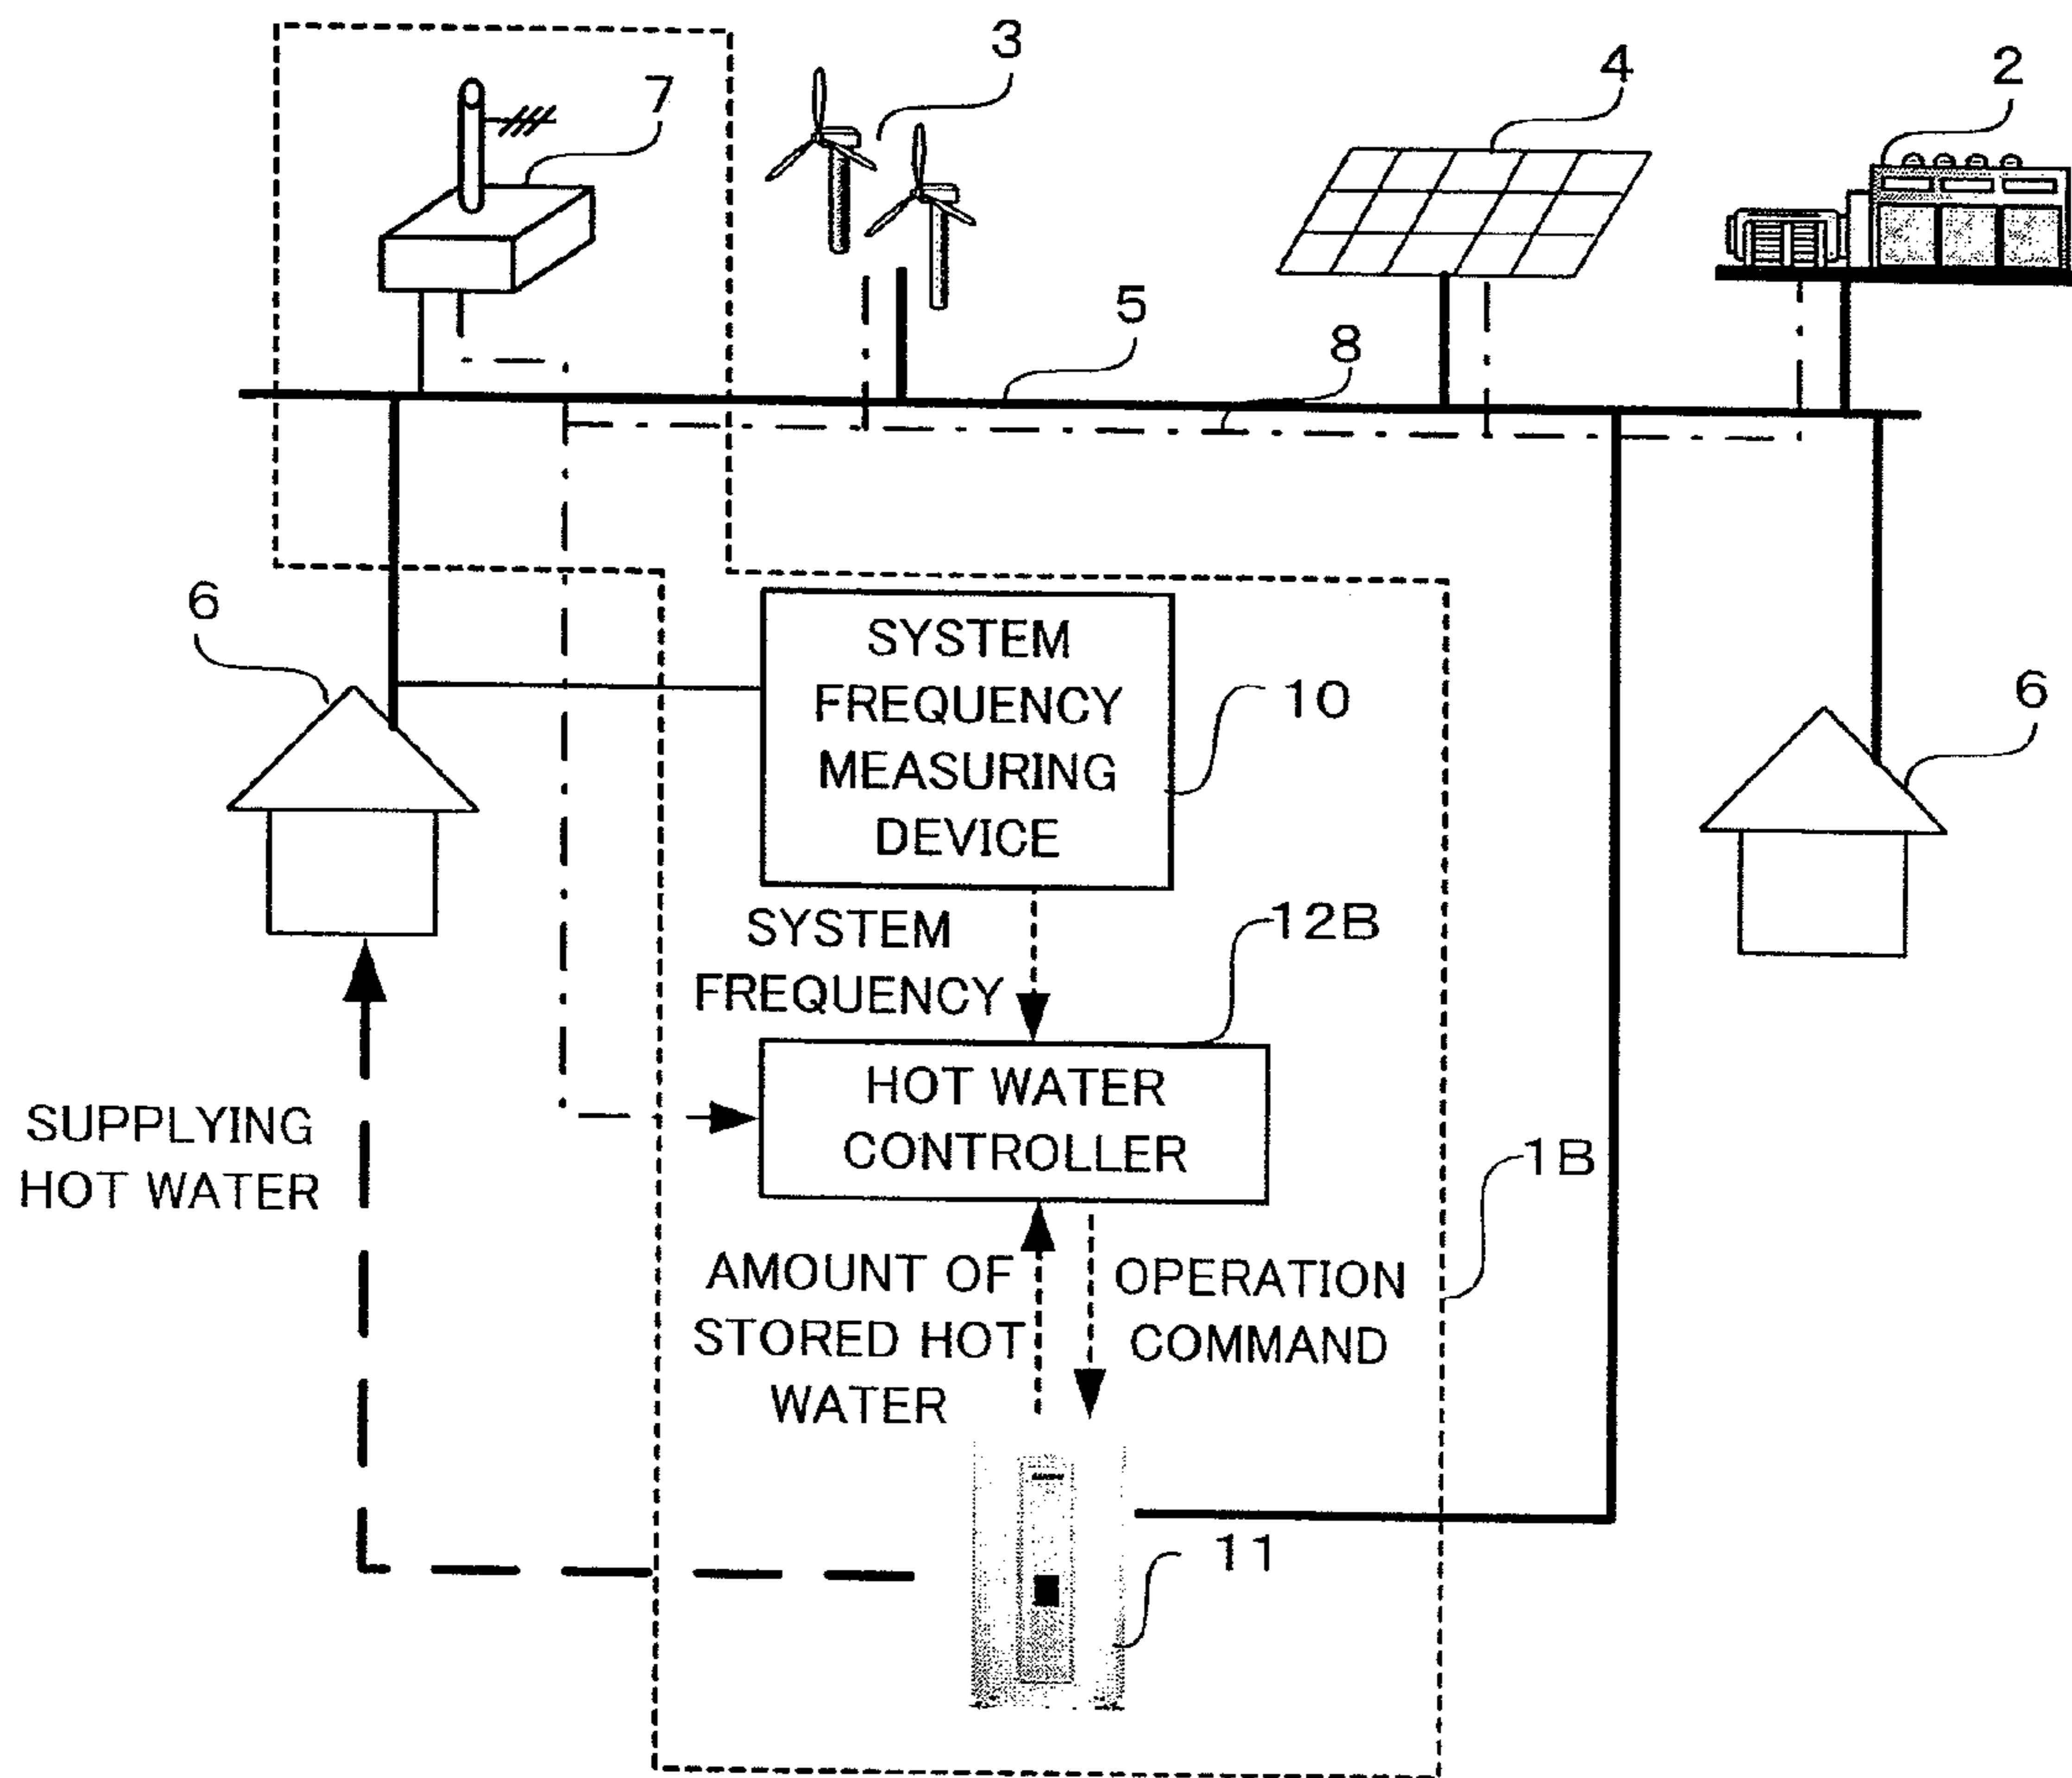 3
4
2
7
5
8
6
SYSTEM
FREQUENCY
MEASURING
DEVICE
10
6
SYSTEM
FREQUENCY
12B
HOT WATER
CONTROLLER
SUPPLYING
HOT WATER
1B
AMOUNT OF
STORED HOT
WATER
OPERATION
COMMAND
11